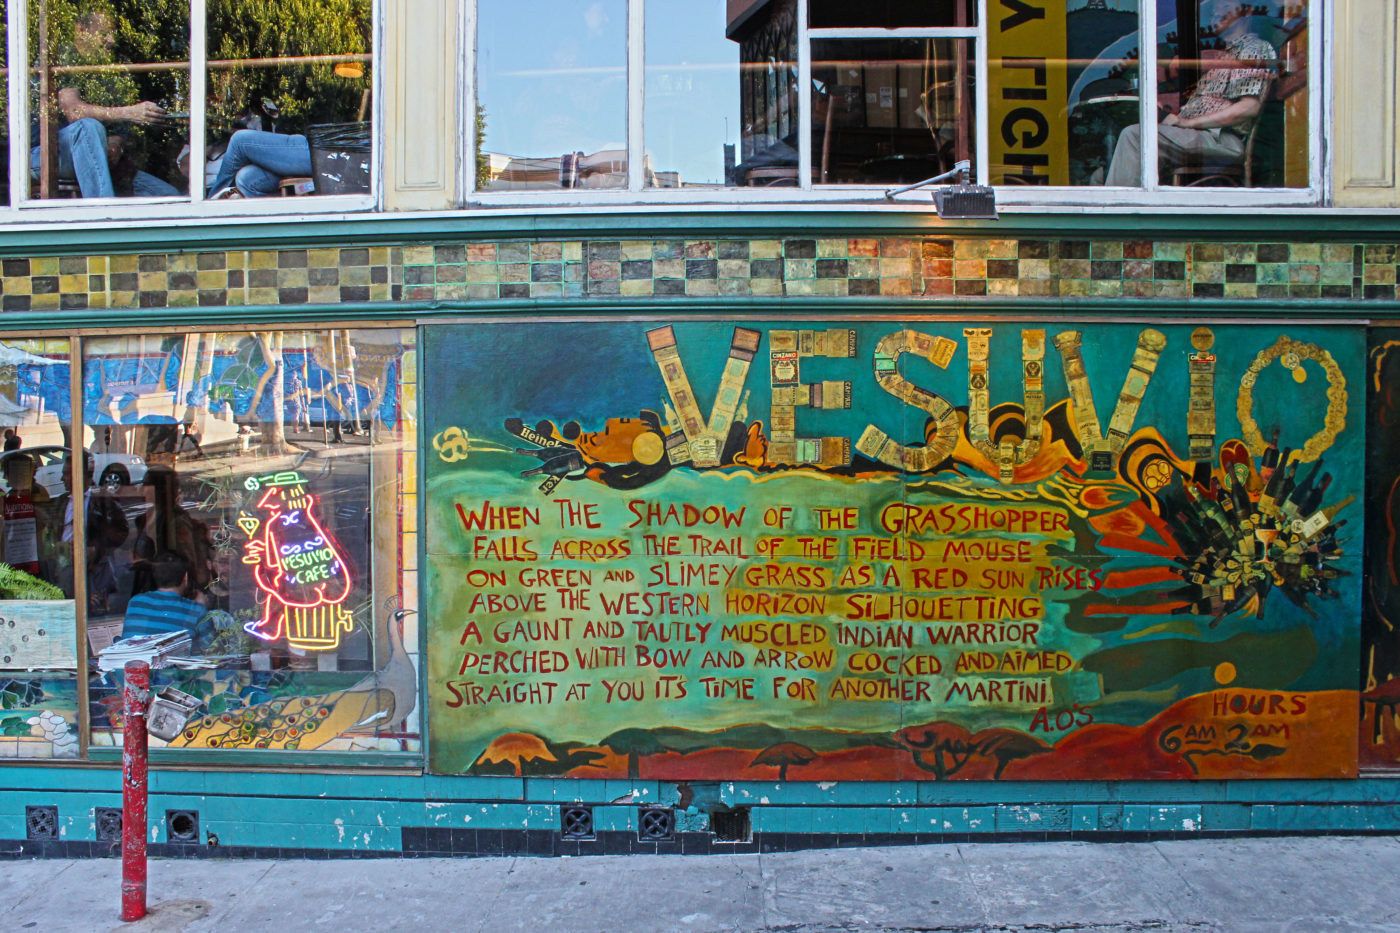 Y LIGH
VESUVIO
Heinek
WHEN THE SHADOW OF THE GRASSHOPPER
FALLS ACROSS THE TRAIL OF THE FIELD MOUSE
ON GREEN AND SLIMEY GRASS AS A RED SUN RISES
ABOVE THE WESTERN HORIZON SILHOUETTING
A GAUNT AND TAUTLY MUSCLED INDIAN WARRIOR
PERCHED WITH BOW AND ARROW COCKED AND AIMED
STRAIGHT AT YOU IT'S TIME FOR ANOTHER MARTINI
A.O'S
HOURS
6AM 2AM
VESUVIO
CAFE